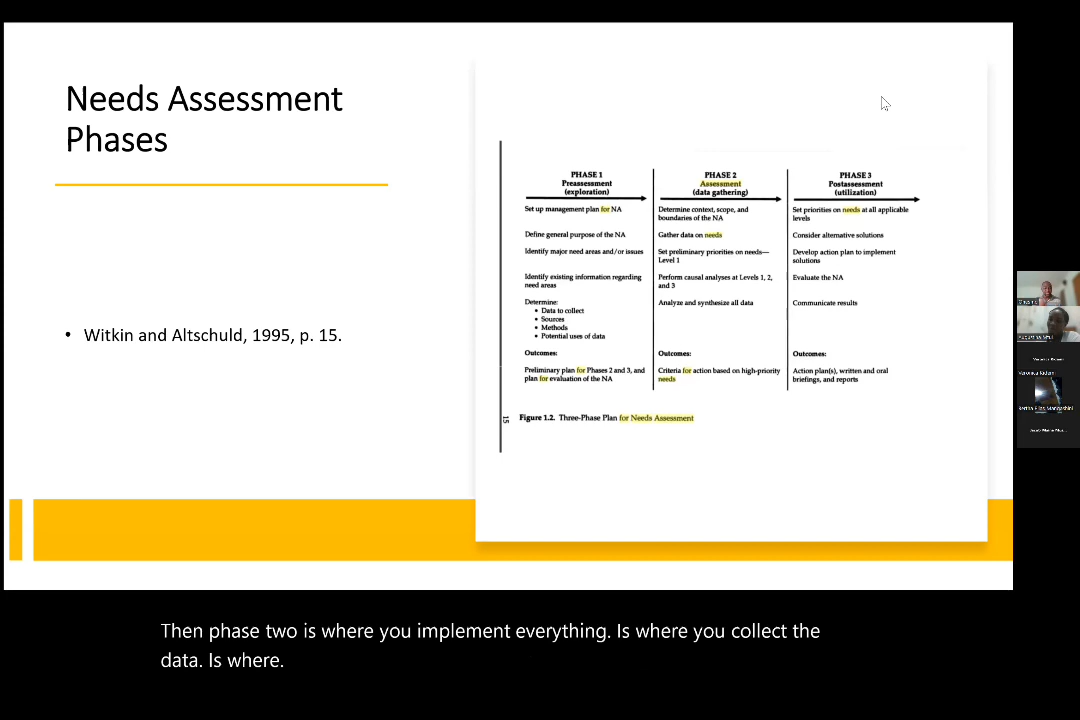 Needs Assessment
Phases
• Witkin and Altschuld, 1995, p. 15.
PHASE 1
Preassessment
(exploration)
Set up management plan for NA
Define general purpose of the NA
Identify major need areas and/or issues
Identify existing information regarding
need areas
Determine:
• Data to collect
• Sources
• Methods
• Potential uses of data
Outcomes:
Preliminary plan for Phases 2 and 3, and
plan for evaluation of the NA
PHASE 2
Assessment
(data gathering)
Determine context, scope, and
boundaries of the NA
Gather data on needs
Set preliminary priorities on needs—
Level 1
Perform causal analyses at Levels 1, 2,
and 3
Analyze and synthesize all data
Outcomes:
Criteria for action based on high-priority
needs
PHASE 3
Postassessment
(utilization)
Set priorities on needs at all applicable
levels
Consider alternative solutions
Develop action plan to implement
solutions
Evaluate the NA
Communicate results
Outcomes:
Action plan(s), written and oral
briefings, and reports
15
Figure 1.2. Three-Phase Plan for Needs Assessment
Veronica Kidemi
Then phase two is where you implement everything. Is where you collect the
data. Is where.